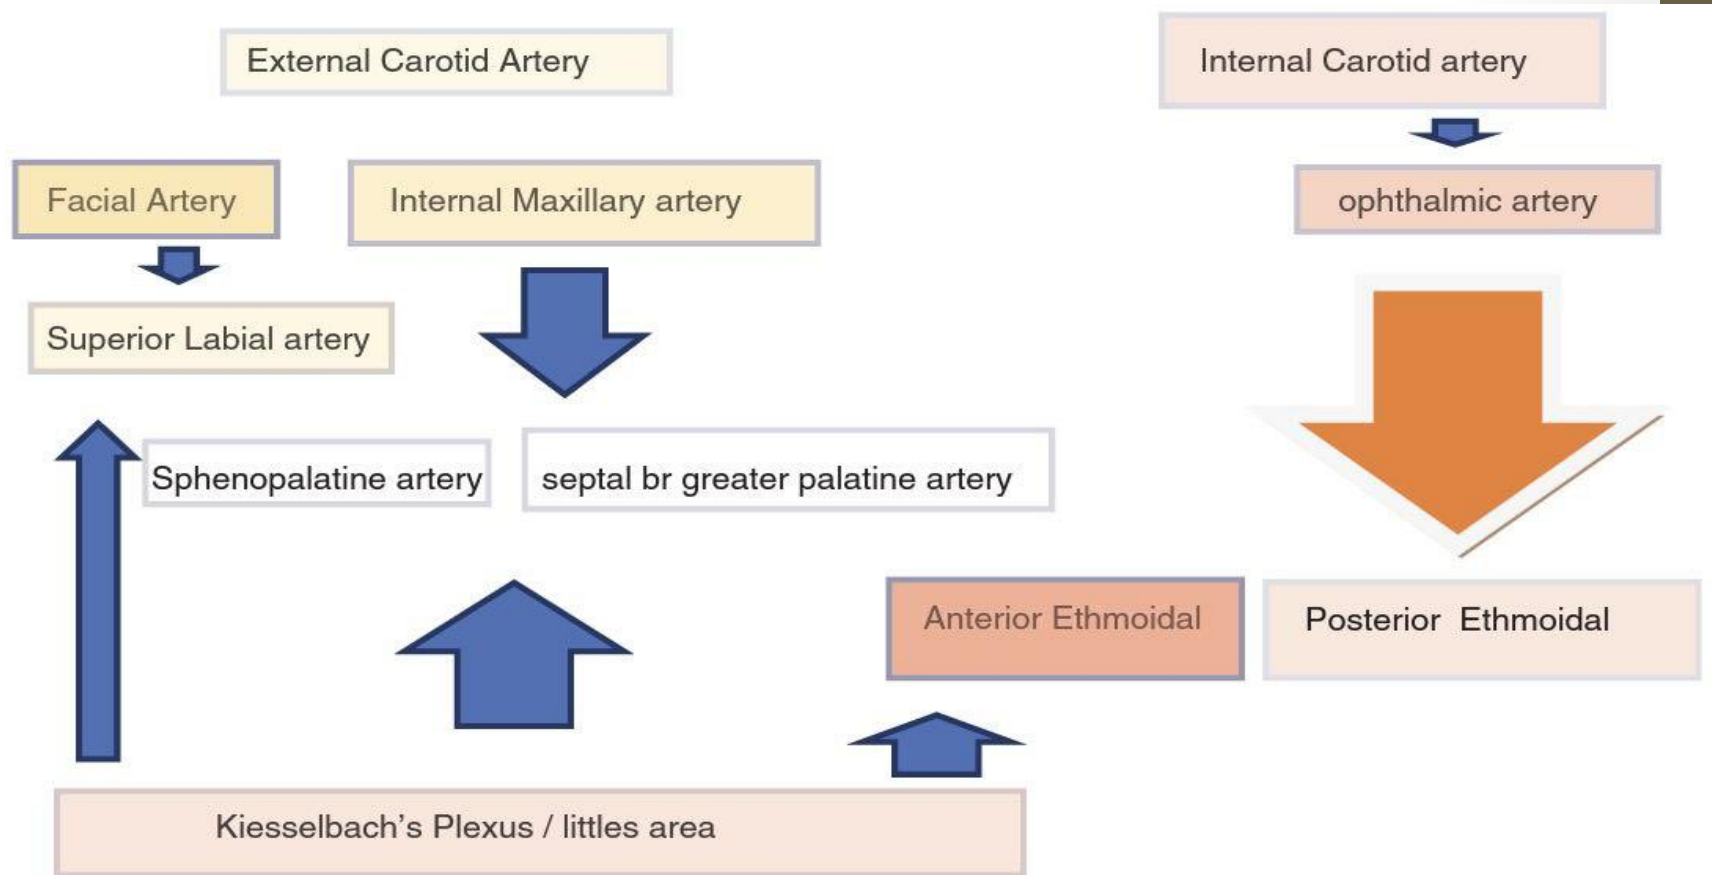 External Carotid Artery
Internal Carotid artery
Facial Artery
Internal Maxillary artery
ophthalmic artery
Superior Labial artery
Sphenopalatine artery
septal br greater palatine artery
Anterior Ethmoidal
Posterior Ethmoidal
Kiesselbach’s Plexus / littles area